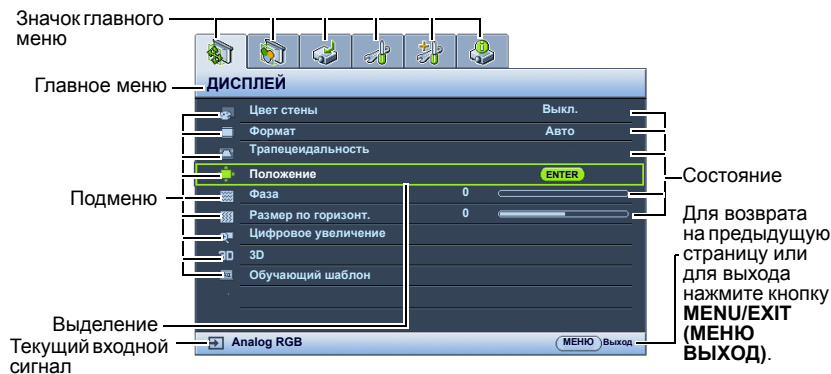 Значок главного
меню
Главное меню
ДИСПЛЕЙ
Цвет стены Выкл.
Формат Авто
Трапецеидальность
Положение ENTER
Фаза 0
Размер по горизонт. 0
Цифровое увеличение
3D 3D
Обучающий шаблон
Подменю
Состояние
Для возврата
на предыдущую
страницу или
для выхода
нажмите кнопку
MENU/EXIT
(МЕНЮ
ВЫХОД).
Выделение
Текущий входной
сигнал
Analog RGB МЕНЮ Выход